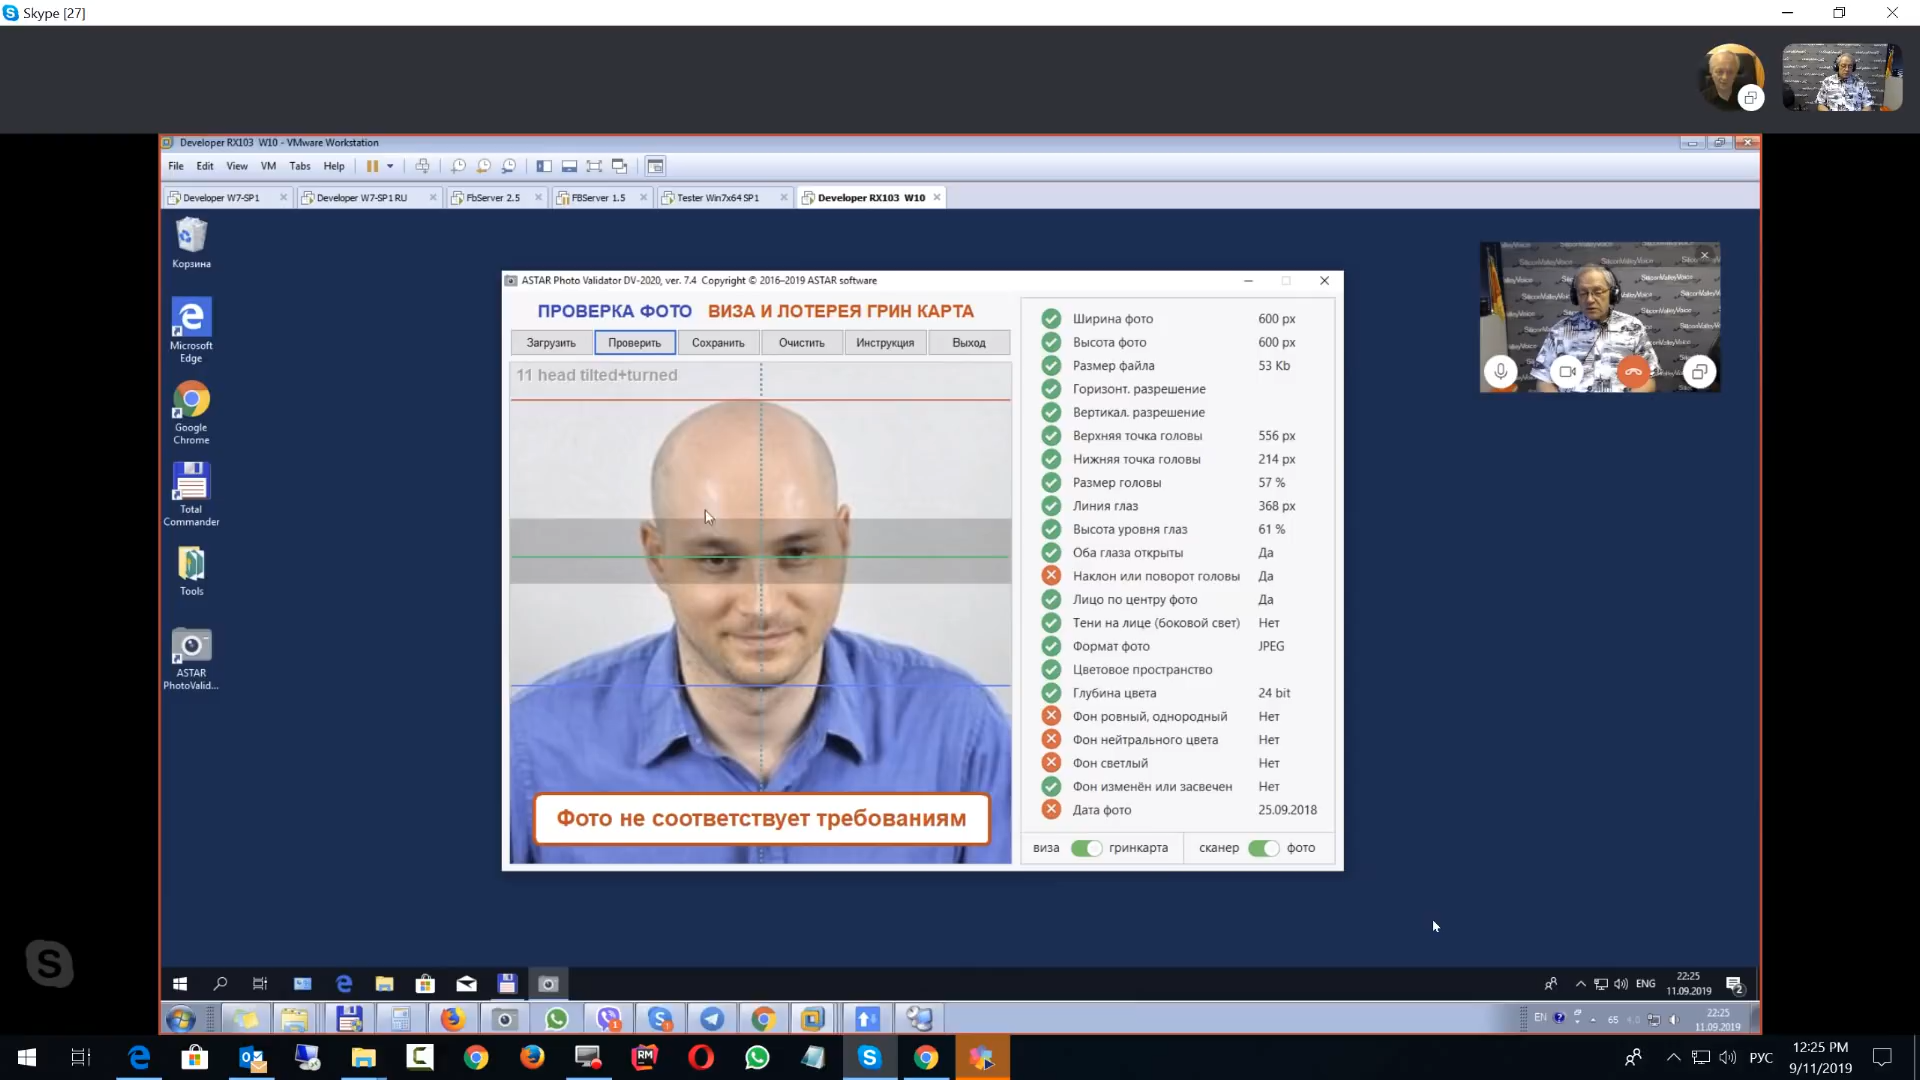 Skype [27]
Developer RX103 W10 - VMware Workstation
File Edit View VM Tabs Help
Developer W7-SP1
Developer W7-SP1 RU
FbServer 2.5
FBServer 1.5
Tester Win7x64 SP1
Developer RX103 W10
Корзина
Microsoft
Edge
Google
Chrome
Total
Commander
Tools
ASTAR
PhotoValid...
ASTAR Photo Validator DV-2020, ver. 7.4 Copyright © 2016–2019 ASTAR software
ПРОВЕРКА ФОТО ВИЗА И ЛОТЕРЕЯ ГРИН КАРТА
Загрузить Проверить Сохранить Очистить Инструкция Выход
11 head tilted+turned
Фото не соответствует требованиям
Ширина фото 600 px
Высота фото 600 px
Размер файла 53 Kb
Горизонт. разрешение
Вертикал. разрешение
Верхняя точка головы 556 px
Нижняя точка головы 214 px
Размер головы 57 %
Линия глаз 368 px
Высота уровня глаз 61 %
Оба глаза открыты Да
Наклон или поворот головы Да
Лицо по центру фото Да
Тени на лице (боковой свет) Нет
Формат фото JPEG
Цветовое пространство
Глубина цвета 24 bit
Фон ровный, однородный Нет
Фон нейтрального цвета Нет
Фон светлый Нет
Фон изменён или засвечен Нет
Дата фото 25.09.2018
виза гринкарта сканер фото
SiliconValleyVoice
ENG
22:25
11.09.2019
2
EN
65
22:25
11.09.2019
РУС
12:25 PM
9/11/2019